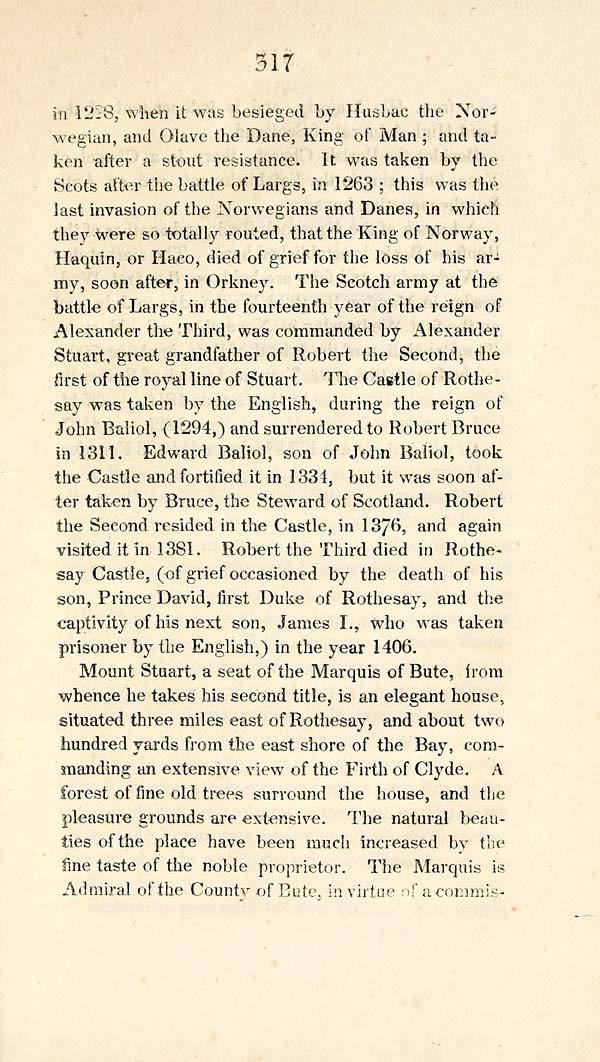 317
in 1228, when it was besieged by Husbac the Nor-
wegian, and Olave the Dane, King of Man ; and ta-
ken after a stout resistance. It was taken by the
Scots after the battle of Largs, in 1263 ; this was the
last invasion of the Norwegians and Danes, in which
they were so totally routed, that the King of Norway,
Haquin, or Haco, died of grief for the loss of his ar-
my, soon after, in Orkney. The Scotch army at the
battle of Largs, in the fourteenth year of the reign of
Alexander the Third, was commanded by Alexander
Stuart, great grandfather of Robert the Second, the
first of the royal line of Stuart. The Castle of Rothe-
say was taken by the English, during the reign of
John Baliol, (1294,) and surrendered to Robert Bruce
in 1311. Edward Baliol, son of John Baliol, took
the Castle and fortified it in 1334, but it was soon af-
ter taken by Bruce, the Steward of Scotland. Robert
the Second resided in the Castle, in 1376, and again
visited it in 1381. Robert the Third died in Rothe-
say Castle, (of grief occasioned by the death of his
son, Prince David, first Duke of Rothesay, and the
captivity of his next son, James I., who was taken
prisoner by the English,) in the year 1406.
Mount Stuart, a seat of the Marquis of Bute, from
whence he takes his second title, is an elegant house,
situated three miles east of Rothesay, and about two
hundred yards from the east shore of the Bay, com-
manding an extensive view of the Firth of Clyde. A
forest of fine old trees surround the house, and the
pleasure grounds are extensive. The natural beau-
ties of the place have been much increased by the
fine taste of the noble proprietor. The Marquis is
Admiral of the County of Bute, in virtue of a commis-